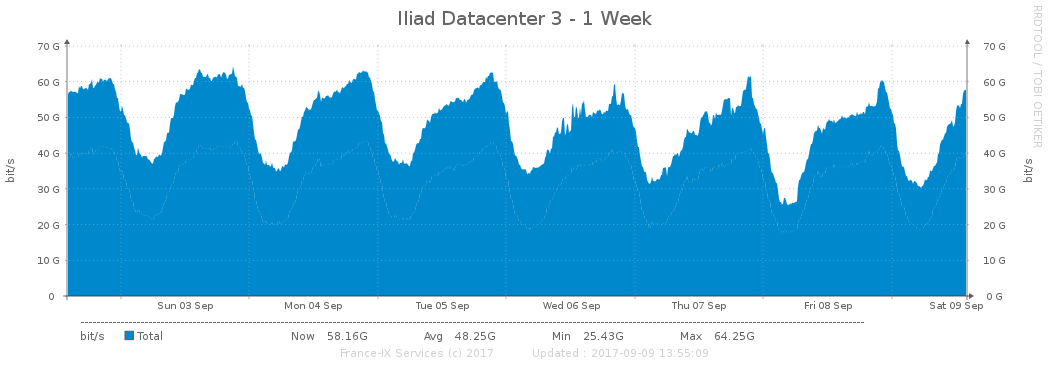 Iliad Datacenter 3 - 1 Week
RRDTOOL / TOBI OETIKER
70 G 70 G
60 G 60 G
50 G 50 G
40 G 40 G
30 G 30 G
20 G 20 G
10 G 10 G
0 0 G
bit/s bit/s
Sun 03 Sep Mon 04 Sep Tue 05 Sep Wed 06 Sep Thu 07 Sep Fri 08 Sep Sat 09 Sep
bit/s Total Now 58.16G Avg 48.25G Min 25.43G Max 64.25G
France-IX Services (c) 2017 Updated : 2017-09-09 13:55:09